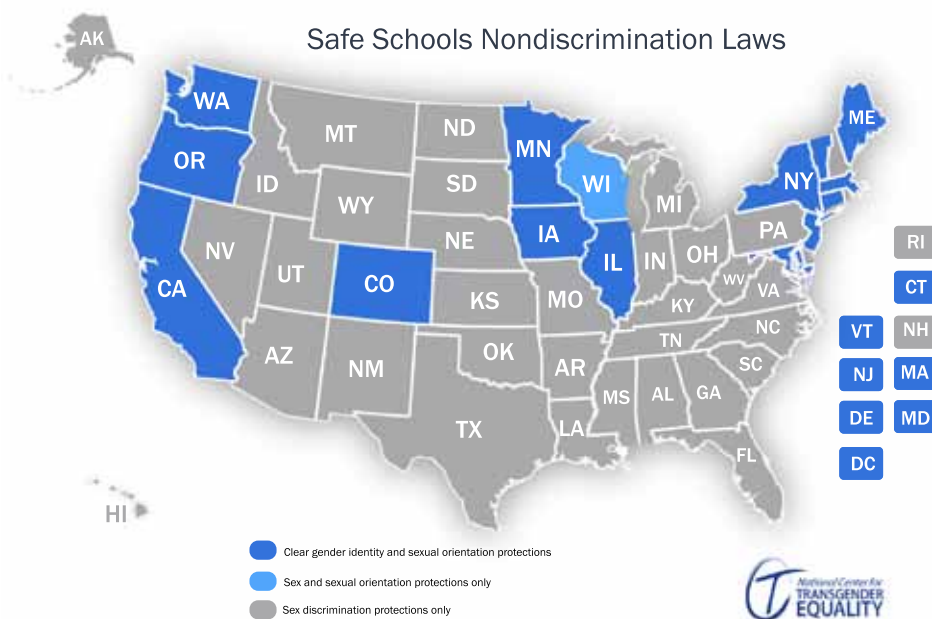 AK
Safe Schools Nondiscrimination Laws
WA
MT
ND
MN
ME
OR
ID
SD
WI
NY
WY
MI
NV
NE
IA
PA
UT
CO
IL
IN
OH
RI
CA
KS
MO
WV
VA
CT
KY
AZ
NM
OK
TN
NC
VT
NH
AR
SC
NJ
MA
MS
AL
GA
TX
LA
DE
MD
FL
DC
HI
Clear gender identity and sexual orientation protections
Sex and sexual orientation protections only
Sex discrimination protections only
National Center for
TRANSGENDER
EQUALITY